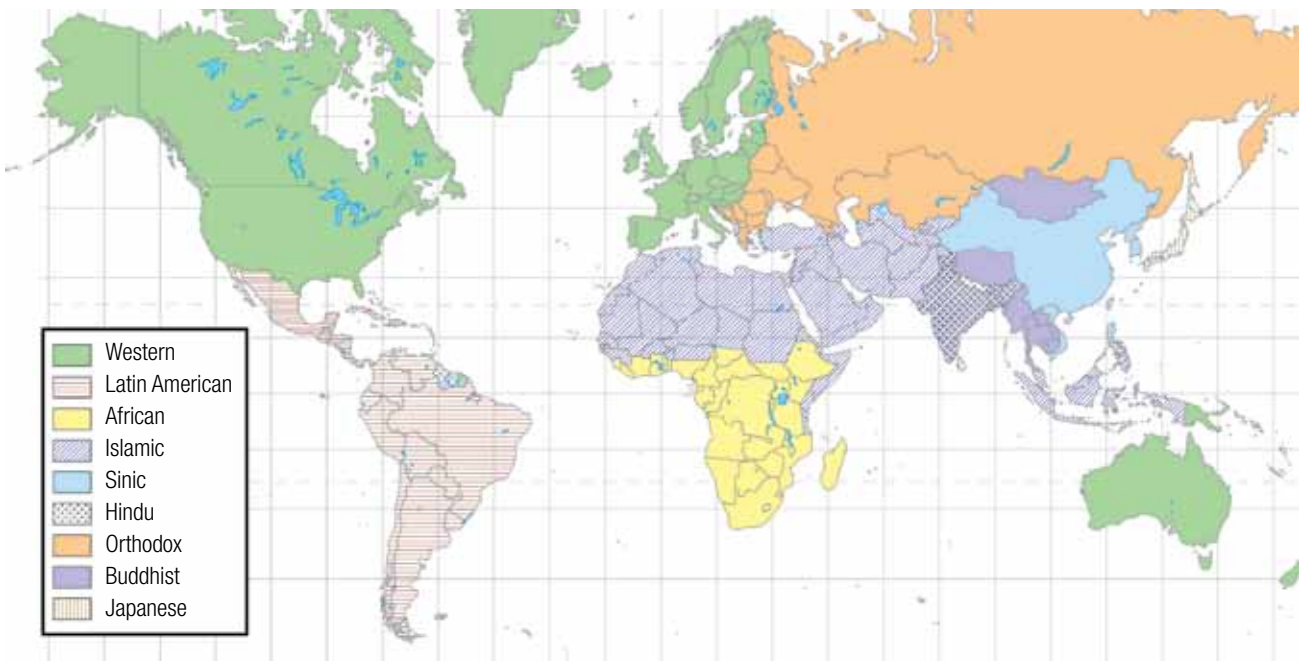 Western
Latin American
African
Islamic
Sinic
Hindu
Orthodox
Buddhist
Japanese